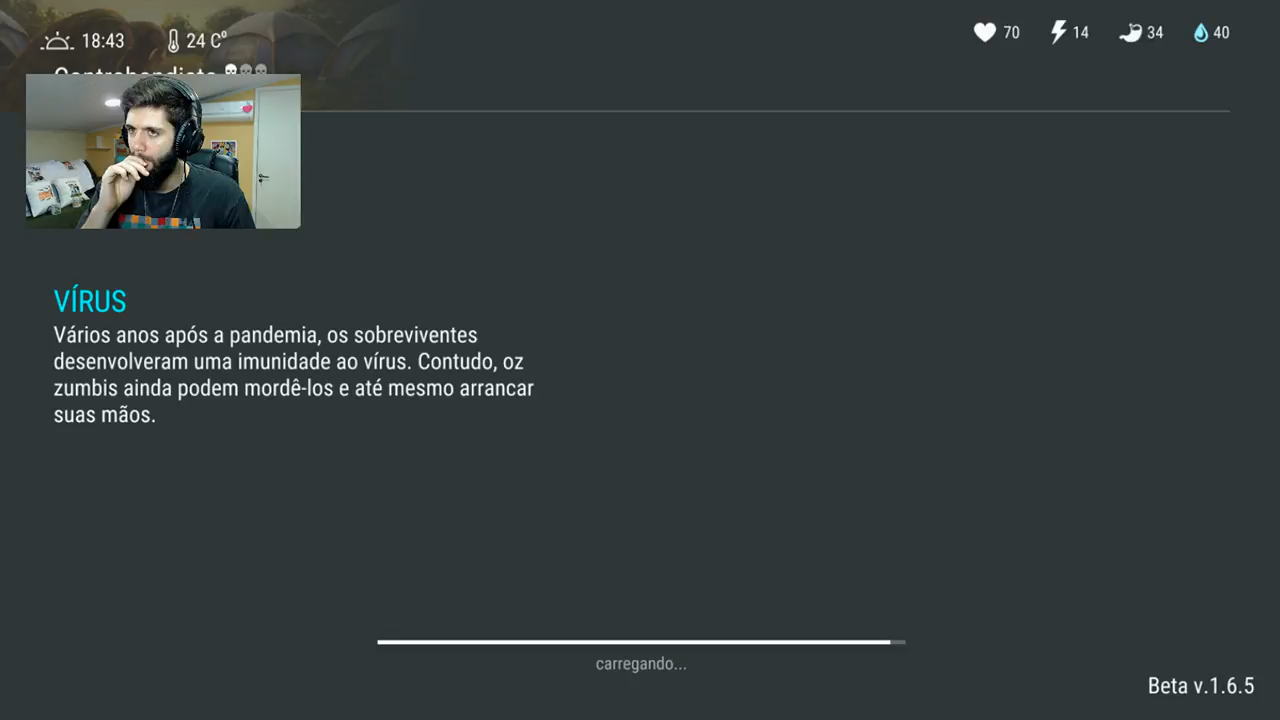 18:43
24 Cº
70
14
34
40
VÍRUS
Vários anos após a pandemia, os sobreviventes
desenvolveram uma imunidade ao vírus. Contudo, oz
zumbis ainda podem mordê-los e até mesmo arrancar
suas mãos.
carregando...
Beta v.1.6.5